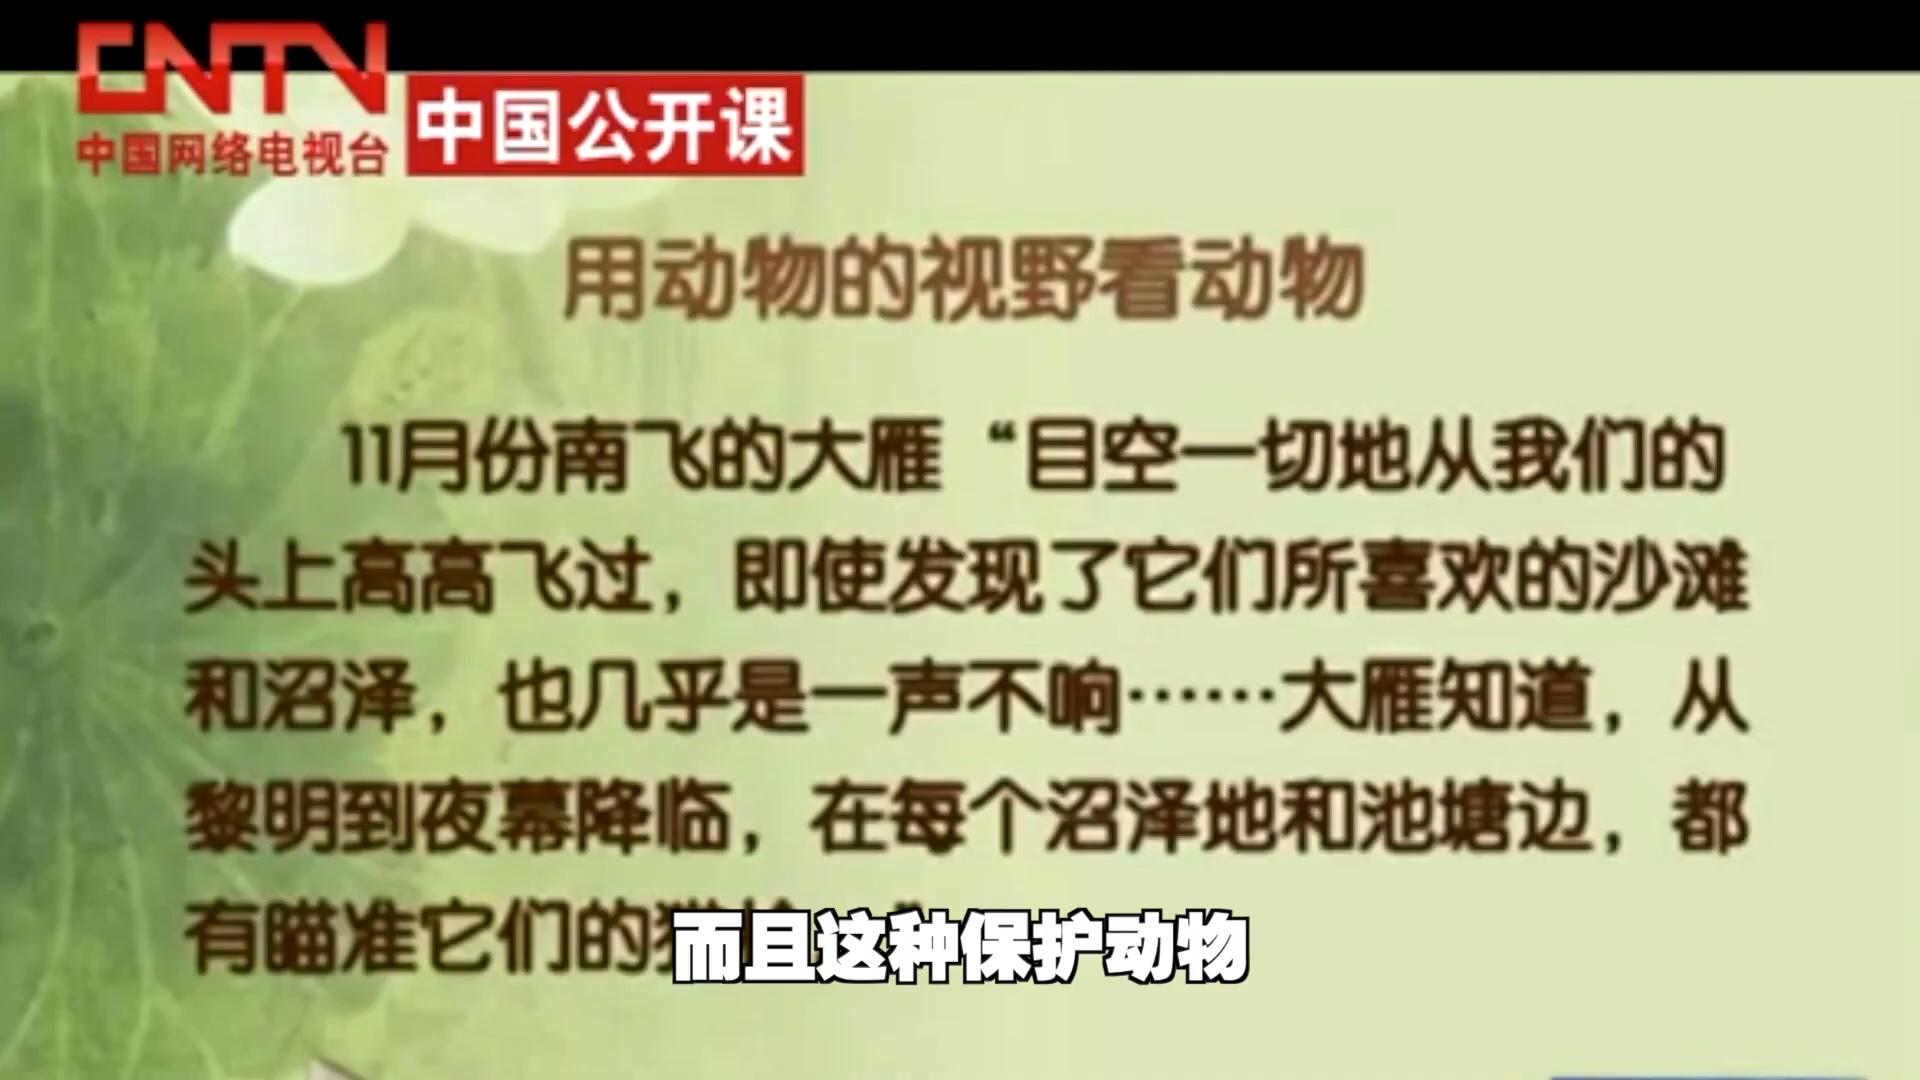 CNTV
中国网络电视台
中国公开课
用动物的视野看动物
11月份南飞的大雁“目空一切地从我们的
头上高高飞过，即使发现了它们所喜欢的沙滩
和沼泽，也几乎是一声不响……大雁知道，从
黎明到夜幕降临，在每个沼泽地和池塘边，都
有瞄准它们的
而且这种保护动物